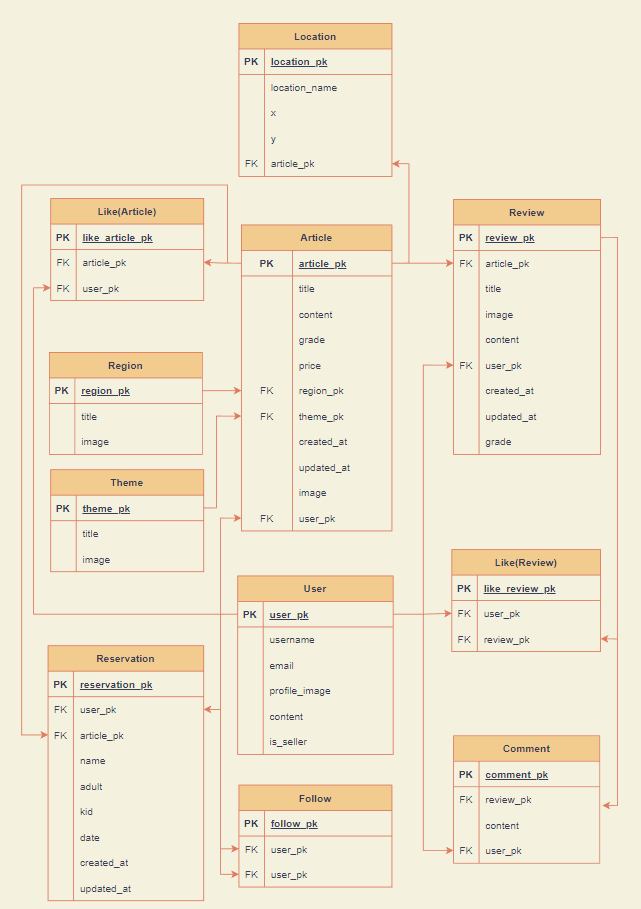 Location
PK location_pk
location_name
x
y
FK article_pk
Like(Article)
PK like_article_pk
FK article_pk
FK user_pk
Article
PK article_pk
title
content
grade
price
FK region_pk
FK theme_pk
created_at
updated_at
image
FK user_pk
Review
PK review_pk
FK article_pk
title
image
content
FK user_pk
created_at
updated_at
grade
Region
PK region_pk
title
image
Theme
PK theme_pk
title
image
User
PK user_pk
username
email
profile_image
content
is_seller
Like(Review)
PK like_review_pk
FK user_pk
FK review_pk
Reservation
PK reservation_pk
FK user_pk
FK article_pk
name
adult
kid
date
created_at
updated_at
Follow
PK follow_pk
FK user_pk
FK user_pk
Comment
PK comment_pk
FK review_pk
content
FK user_pk